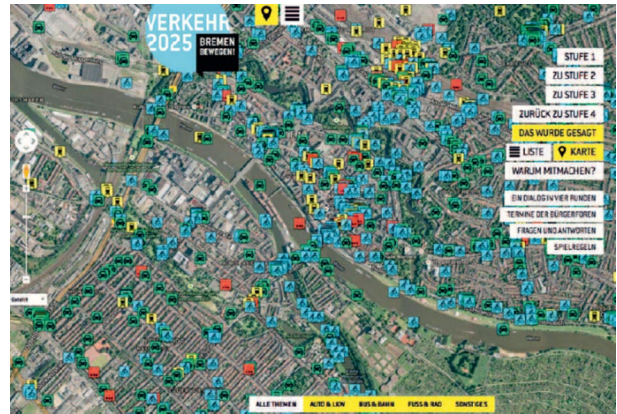 VERKEHR
2025
BREMEN
BEWEGEN!
STUFE 1
ZU STUFE 2
ZU STUFE 3
ZURÜCK ZU STUFE 4
DAS WURDE GESAGT
LISTE
KARTE
WARUM MITMACHEN?
EIN DIALOG IN VIER RUNDEN
TERMINE DER BÜRGERFOREN
FRAGEN UND ANTWORTEN
SPIELREGELN
ALLE THEMEN
AUTO & LKW
BUS & BAHN
FUSS & RAD
SONSTIGES